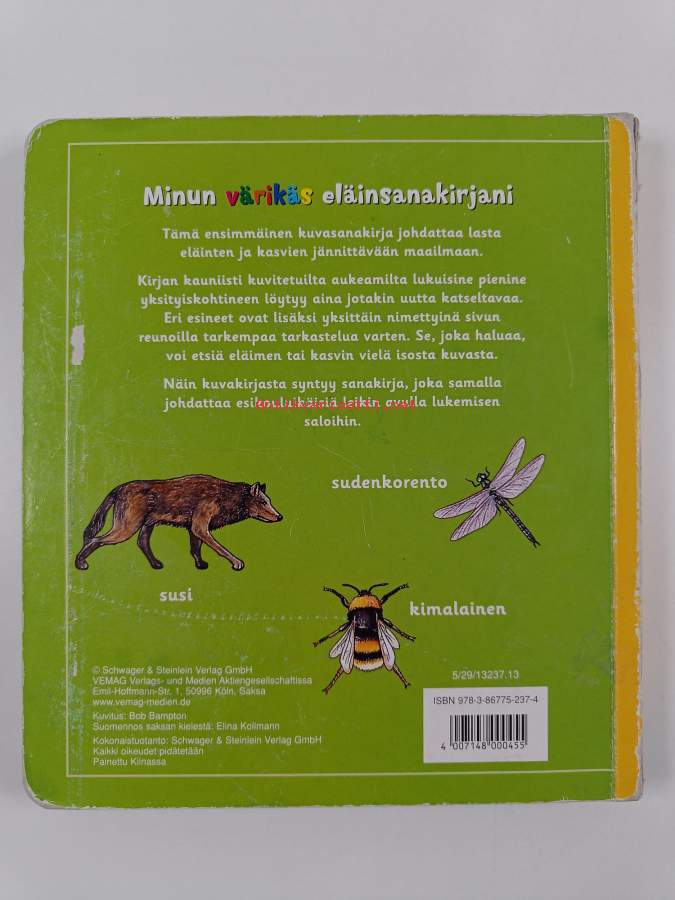 Minun värikäs eläinsanakirjani
Tämä ensimmäinen kuvasanakirja johdattaa lasta
eläinten ja kasvien jännittävään maailmaan.
Kirjan kauniisti kuvitetuilta aukeamilta lukuisine pienine
yksityiskohtineen löytyy aina jotakin uutta katseltavaa.
Eri esineet ovat lisäksi yksittäin nimettyinä sivun
reunoilla tarkempaa tarkastelua varten. Se, joka haluaa,
voi etsiä eläimen tai kasvin vielä isosta kuvasta.
Näin kuvakirjasta syntyy sanakirja, joka samalla
johdattaa esikouluikäisiä leikin avulla lukemisen
saloihin.
sudenkorento
susi
kimalainen
© Schwager & Steinlein Verlag GmbH
VEMAG Verlags- und Medien Aktiengesellschaftissa
Emil-Hoffmann-Str. 1, 50996 Köln, Saksa
www.vemag-medien.de
Kuvitus: Bob Bampton
Suomennos saksan kielestä: Elina Kollmann
Kokonaistuotanto: Schwager & Steinlein Verlag GmbH
Kaikki oikeudet pidätetään
Painettu Kiinassa
5/29/13237.13
ISBN 978-3-86775-237-4
4 007148 000455